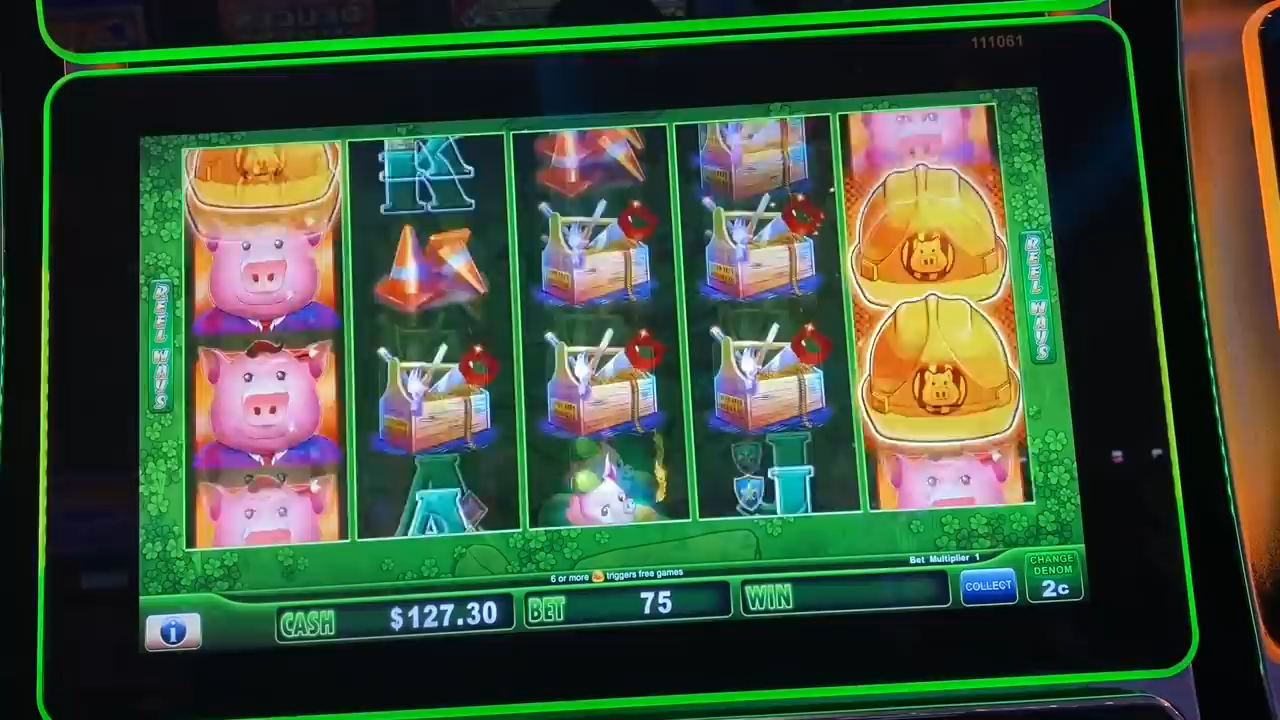 111061
K
REEL WAYS
REEL WAYS
A
Bet Multiplier 1
6 or more triggers free games
CASH $127.30
BET 75
WIN
COLLECT
CHANGE
DENOM
2¢